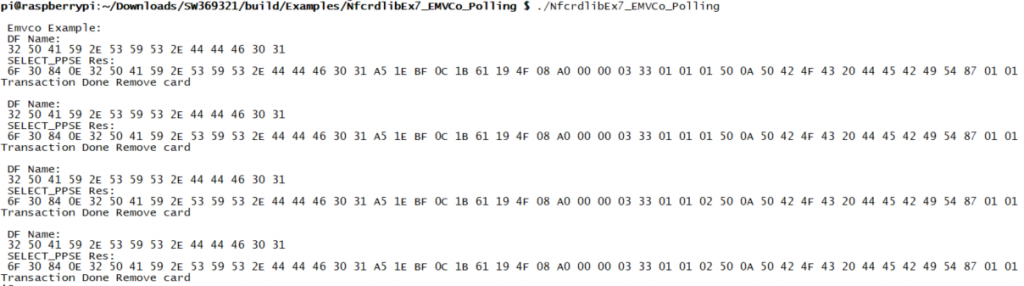 pi@raspberrypi:~/Downloads/SW369321/build/Examples/NfcrdlibEx7_EMVCo_Polling $ ./NfcrdlibEx7_EMVCo_Polling
Emvco Example:
DF Name:
32 50 41 59 2E 53 59 53 2E 44 44 46 30 31
SELECT_PPSE Res:
6F 30 84 0E 32 50 41 59 2E 53 59 53 2E 44 44 46 30 31 A5 1E BF 0C 1B 61 19 4F 08 A0 00 00 03 33 01 01 01 50 0A 50 42 4F 43 20 44 45 42 49 54 87 01 01
Transaction Done Remove card
DF Name:
32 50 41 59 2E 53 59 53 2E 44 44 46 30 31
SELECT_PPSE Res:
6F 30 84 0E 32 50 41 59 2E 53 59 53 2E 44 44 46 30 31 A5 1E BF 0C 1B 61 19 4F 08 A0 00 00 03 33 01 01 01 50 0A 50 42 4F 43 20 44 45 42 49 54 87 01 01
Transaction Done Remove card
DF Name:
32 50 41 59 2E 53 59 53 2E 44 44 46 30 31
SELECT_PPSE Res:
6F 30 84 0E 32 50 41 59 2E 53 59 53 2E 44 44 46 30 31 A5 1E BF 0C 1B 61 19 4F 08 A0 00 00 03 33 01 01 02 50 0A 50 42 4F 43 20 44 45 42 49 54 87 01 01
Transaction Done Remove card
DF Name:
32 50 41 59 2E 53 59 53 2E 44 44 46 30 31
SELECT_PPSE Res:
6F 30 84 0E 32 50 41 59 2E 53 59 53 2E 44 44 46 30 31 A5 1E BF 0C 1B 61 19 4F 08 A0 00 00 03 33 01 01 02 50 0A 50 42 4F 43 20 44 45 42 49 54 87 01 01
Transaction Done Remove card